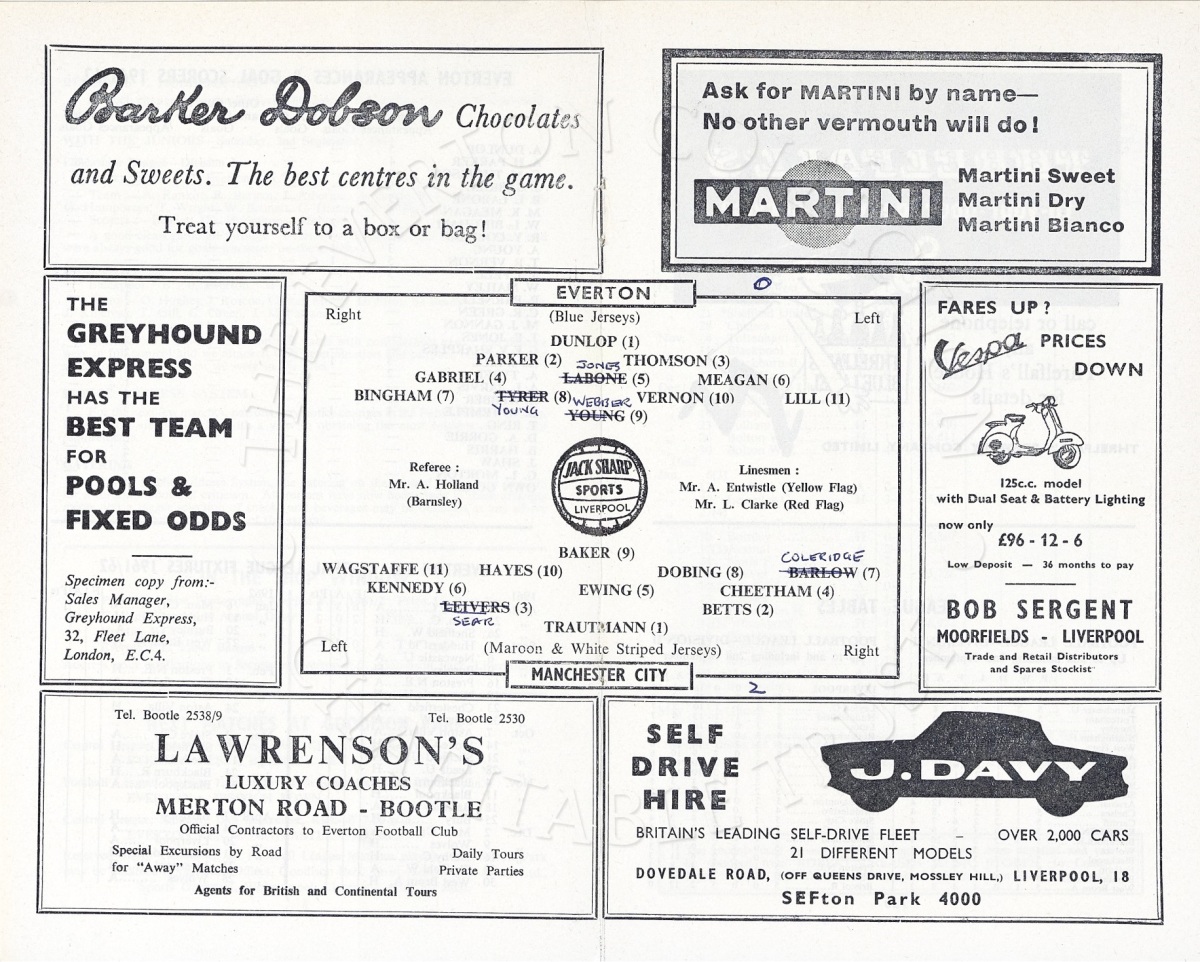 Barker Dobson Chocolates
and Sweets. The best centres in the game.
Treat yourself to a box or bag!
Ask for MARTINI by name—
No other vermouth will do!
MARTINI
Martini Sweet
Martini Dry
Martini Bianco
THE
GREYHOUND
EXPRESS
HAS THE
BEST TEAM
FOR
POOLS &
FIXED ODDS
Specimen copy from:-
Sales Manager,
Greyhound Express,
32, Fleet Lane,
London, E.C.4.
EVERTON
0
Right (Blue Jerseys) Left
DUNLOP (1)
PARKER (2) THOMSON (3)
JONES
GABRIEL (4) LABONE (5) MEAGAN (6)
BINGHAM (7) TYRER (8) WEBBER VERNON (10) LILL (11)
YOUNG YOUNG (9)
Referee :
Mr. A. Holland
(Barnsley)
JACK SHARP
SPORTS
LIVERPOOL
Linesmen :
Mr. A. Entwistle (Yellow Flag)
Mr. L. Clarke (Red Flag)
BAKER (9)
COLERIDGE
WAGSTAFFE (11) HAYES (10) DOBING (8) BARLOW (7)
KENNEDY (6) EWING (5) CHEETHAM (4)
LEIVERS (3) BETTS (2)
SEAR
TRAUTMANN (1)
Left (Maroon & White Striped Jerseys) Right
MANCHESTER CITY
2
FARES UP?
Vespa PRICES
DOWN
125c.c. model
with Dual Seat & Battery Lighting
now only
£96 - 12 - 6
Low Deposit — 36 months to pay
BOB SERGENT
MOORFIELDS - LIVERPOOL
Trade and Retail Distributors
and Spares Stockist
Tel. Bootle 2538/9 Tel. Bootle 2530
LAWRENSON'S
LUXURY COACHES
MERTON ROAD - BOOTLE
Official Contractors to Everton Football Club
Special Excursions by Road
for "Away" Matches
Daily Tours
Private Parties
Agents for British and Continental Tours
SELF
DRIVE
HIRE
J. DAVY
BRITAIN'S LEADING SELF-DRIVE FLEET — OVER 2,000 CARS
21 DIFFERENT MODELS
DOVEDALE ROAD, (OFF QUEENS DRIVE, MOSSLEY HILL,) LIVERPOOL, 18
SEFton Park 4000